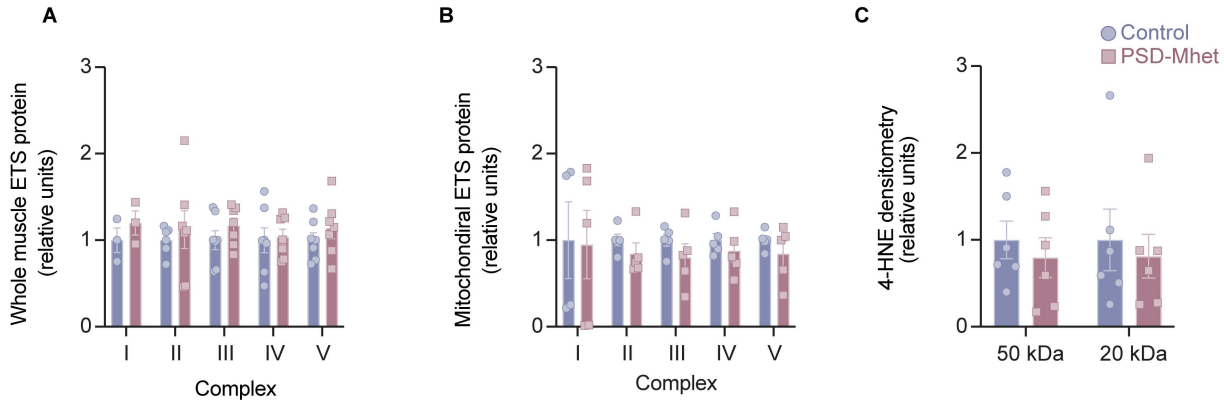 A
Whole muscle ETS protein
(relative units)
3
2
1
0
I II III IV V
Complex
B
Mitochondiral ETS protein
(relative units)
3
2
1
0
I II III IV V
Complex
C
Control
PSD-Mhet
4-HNE densitometry
(relative units)
3
2
1
0
50 kDa 20 kDa